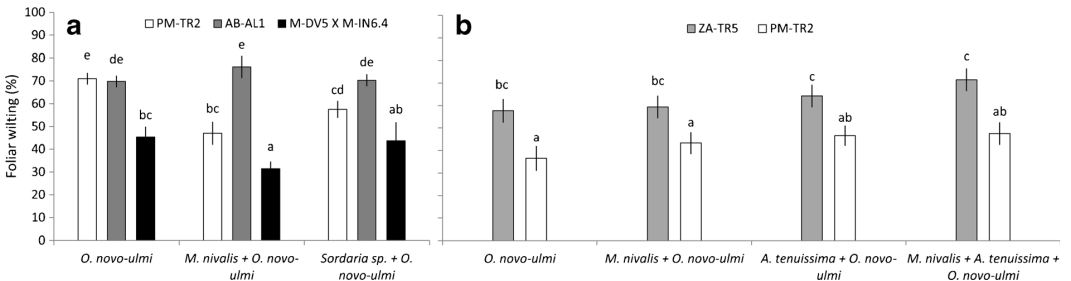 a
PM-TR2 AB-AL1 M-DV5 X M-IN6.4
Foliar wilting (%)
100
90
80
70
60
50
40
30
20
10
0
e de bc
bc e a
cd de ab
O. novo-ulmi
M. nivalis + O. novo-
ulmi
Sordaria sp. + O.
novo-ulmi
b
ZA-TR5 PM-TR2
bc a
bc a
c ab
c ab
O. novo-ulmi
M. nivalis + O. novo-ulmi
A. tenuissima + O. novo-
ulmi
M. nivalis + A. tenuissima +
O. novo-ulmi